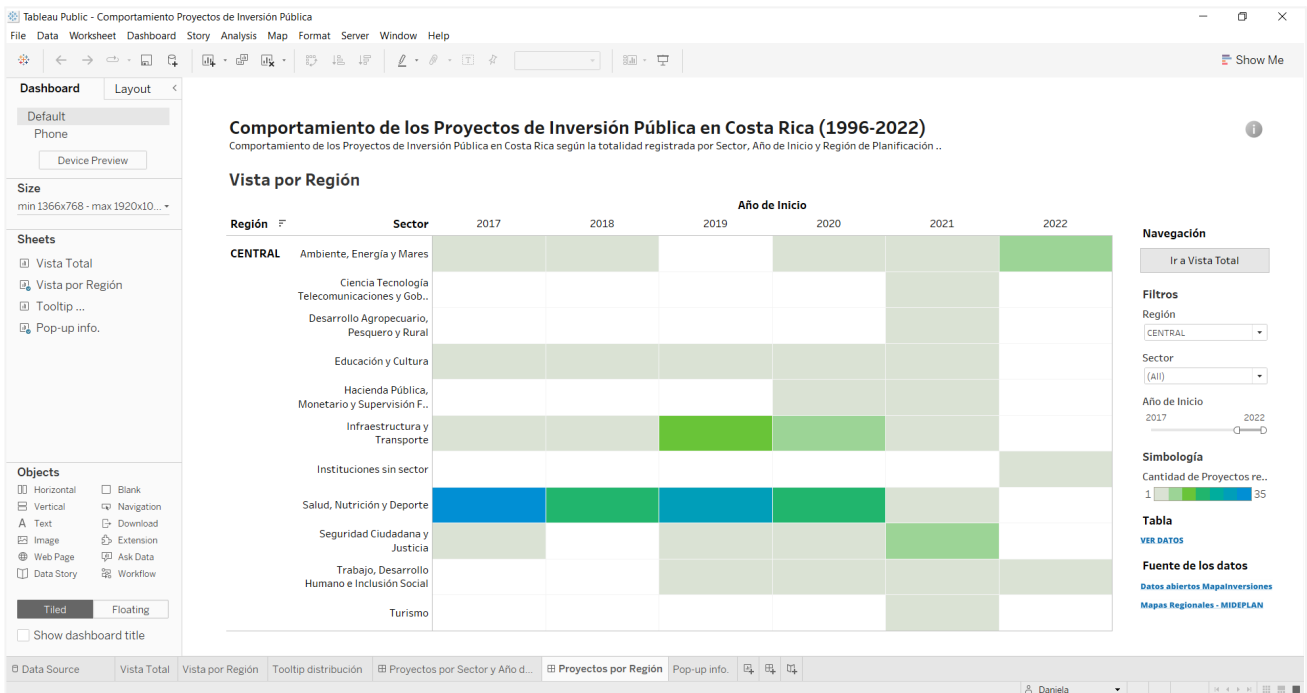 Tableau Public - Comportamiento Proyectos de Inversión Pública
File Data Worksheet Dashboard Story Analysis Map Format Server Window Help
Show Me
Dashboard Layout
Default
Phone
Device Preview
Size
min 1366x768 - max 1920x10...
Sheets
Vista Total
Vista por Región
Tooltip ...
Pop-up info.
Objects
Horizontal Blank
Vertical Navigation
A Text Download
Image Extension
Web Page Ask Data
Data Story Workflow
Tiled Floating
Show dashboard title
Comportamiento de los Proyectos de Inversión Pública en Costa Rica (1996-2022)
Comportamiento de los Proyectos de Inversión Pública en Costa Rica según la totalidad registrada por Sector, Año de Inicio y Región de Planificación ..
Vista por Región
Año de Inicio
Región Sector 2017 2018 2019 2020 2021 2022
CENTRAL Ambiente, Energía y Mares
Ciencia Tecnología
Telecomunicaciones y Gob..
Desarrollo Agropecuario,
Pesquero y Rural
Educación y Cultura
Hacienda Pública,
Monetario y Supervisión F..
Infraestructura y
Transporte
Instituciones sin sector
Salud, Nutrición y Deporte
Seguridad Ciudadana y
Justicia
Trabajo, Desarrollo
Humano e Inclusión Social
Turismo
Navegación
Ir a Vista Total
Filtros
Región
CENTRAL
Sector
(All)
Año de Inicio
2017 2022
Simbología
Cantidad de Proyectos re..
1 35
Tabla
VER DATOS
Fuente de los datos
Datos abiertos MapaInversiones
Mapas Regionales - MIDEPLAN
Data Source Vista Total Vista por Región Tooltip distribución Proyectos por Sector y Año d... Proyectos por Región Pop-up info.
Daniela